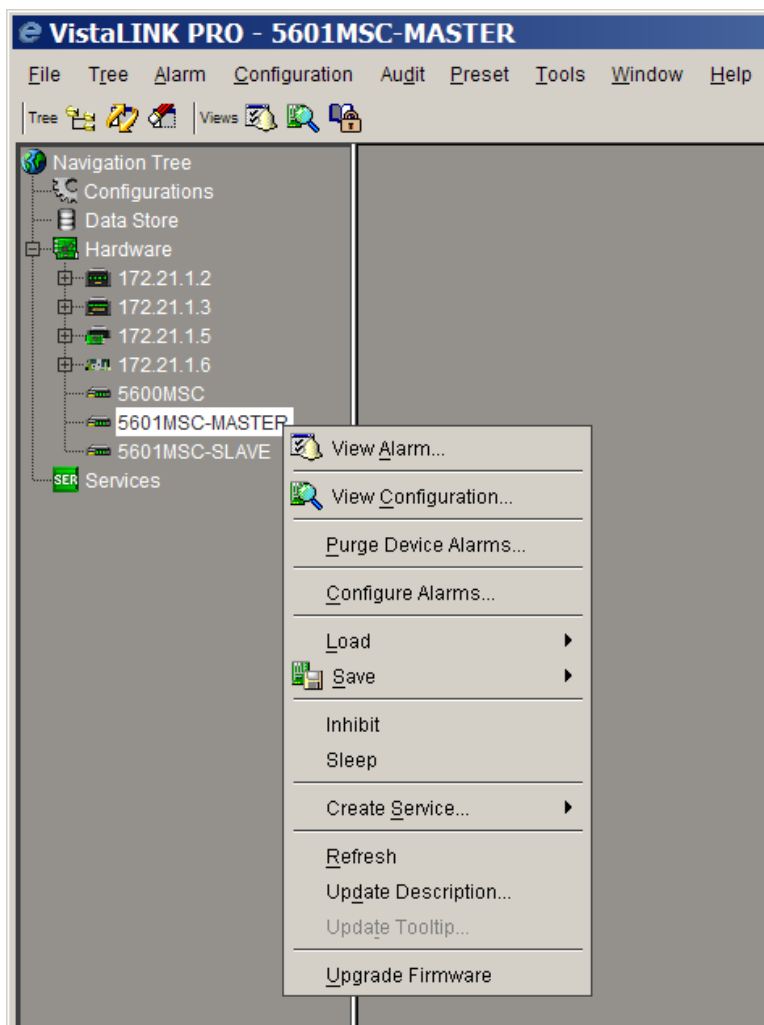 VistaLINK PRO - 5601MSC-MASTER
File Tree Alarm Configuration Audit Preset Tools Window Help
Tree Views
Navigation Tree
Configurations
Data Store
Hardware
172.21.1.2
172.21.1.3
172.21.1.5
172.21.1.6
5600MSC
5601MSC-MASTER
5601MSC-SLAVE
SER Services
View Alarm...
View Configuration...
Purge Device Alarms...
Configure Alarms...
Load
Save
Inhibit
Sleep
Create Service...
Refresh
Update Description...
Update Tooltip...
Upgrade Firmware